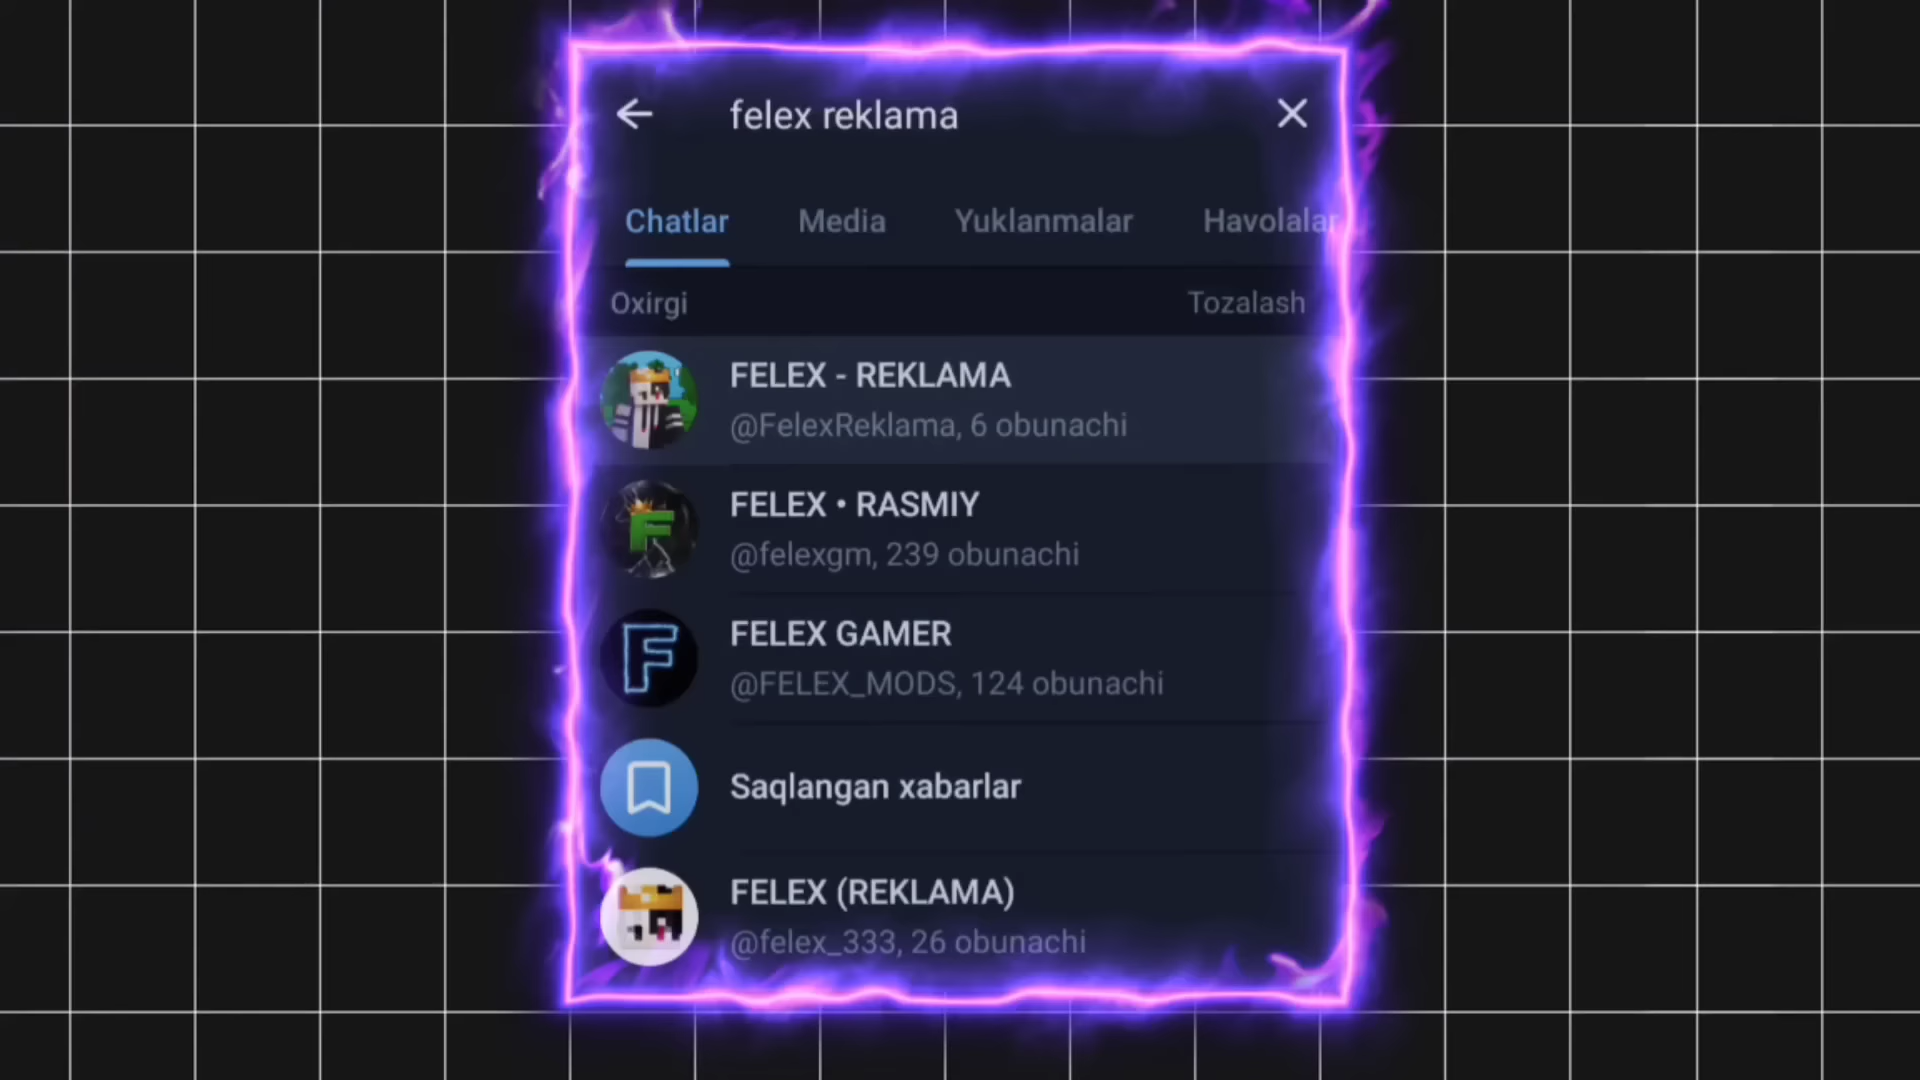 felex reklama
Chatlar Media Yuklanmalar Havolalar
Oxirgi Tozalash
FELEX - REKLAMA
@FelexReklama, 6 obunachi
F
FELEX • RASMIY
@felexgm, 239 obunachi
F
FELEX GAMER
@FELEX_MODS, 124 obunachi
Saqlangan xabarlar
FELEX (REKLAMA)
@felex_333, 26 obunachi